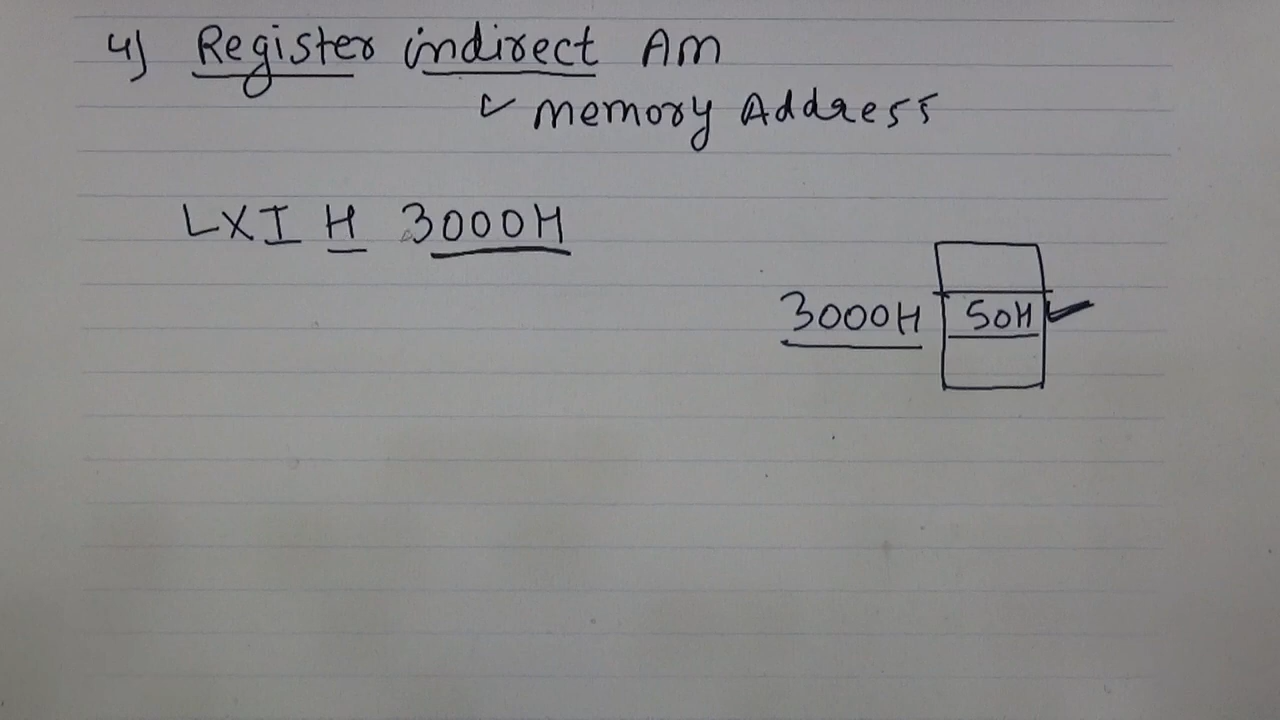 4) Register indirect AM
✓ Memory Address
LXI H 3000H
3000H 50H ✓